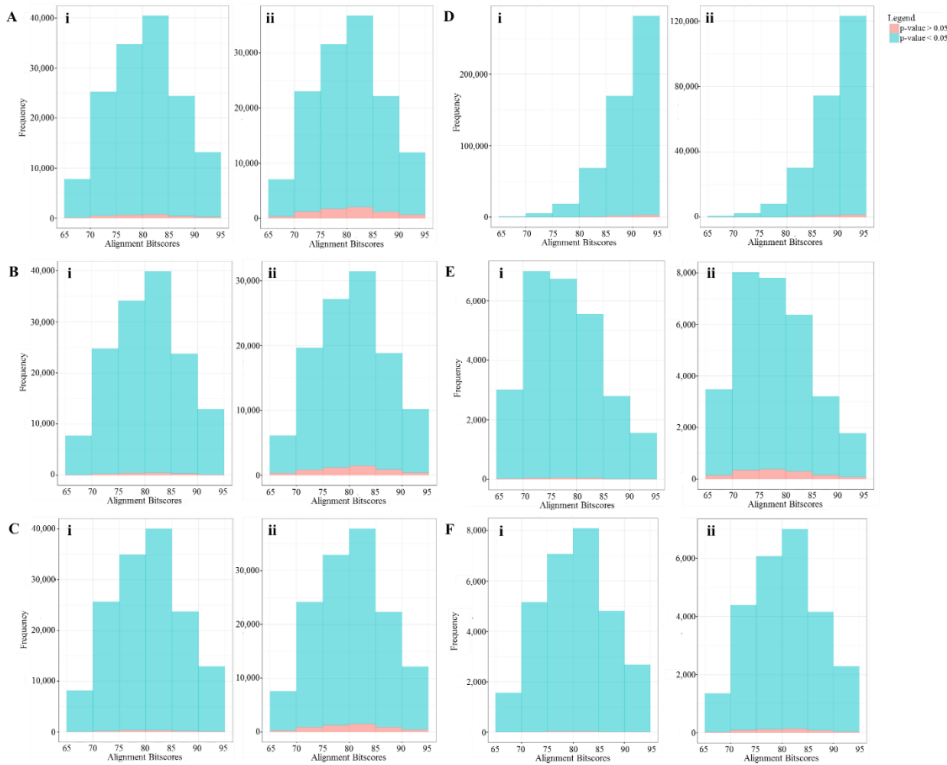 A
i
ii
40,000
30,000
20,000
10,000
0
Frequency
65 70 75 80 85 90 95
Alignment Bitscores
30,000
20,000
10,000
0
65 70 75 80 85 90 95
Alignment Bitscores
D
i
ii
200,000
100,000
0
Frequency
65 70 75 80 85 90 95
Alignment Bitscores
120,000
80,000
40,000
0
65 70 75 80 85 90 95
Alignment Bitscores
Legend
p-value > 0.05
p-value < 0.05
B
i
ii
40,000
30,000
20,000
10,000
0
Frequency
65 70 75 80 85 90 95
Alignment Bitscores
30,000
20,000
10,000
0
65 70 75 80 85 90 95
Alignment Bitscores
E
i
ii
6,000
4,000
2,000
0
Frequency
65 70 75 80 85 90 95
Alignment Bitscores
8,000
6,000
4,000
2,000
0
65 70 75 80 85 90 95
Alignment Bitscores
C
i
ii
40,000
30,000
20,000
10,000
0
Frequency
65 70 75 80 85 90 95
Alignment Bitscores
30,000
20,000
10,000
0
65 70 75 80 85 90 95
Alignment Bitscores
F
i
ii
8,000
6,000
4,000
2,000
0
Frequency
65 70 75 80 85 90 95
Alignment Bitscores
6,000
4,000
2,000
0
65 70 75 80 85 90 95
Alignment Bitscores